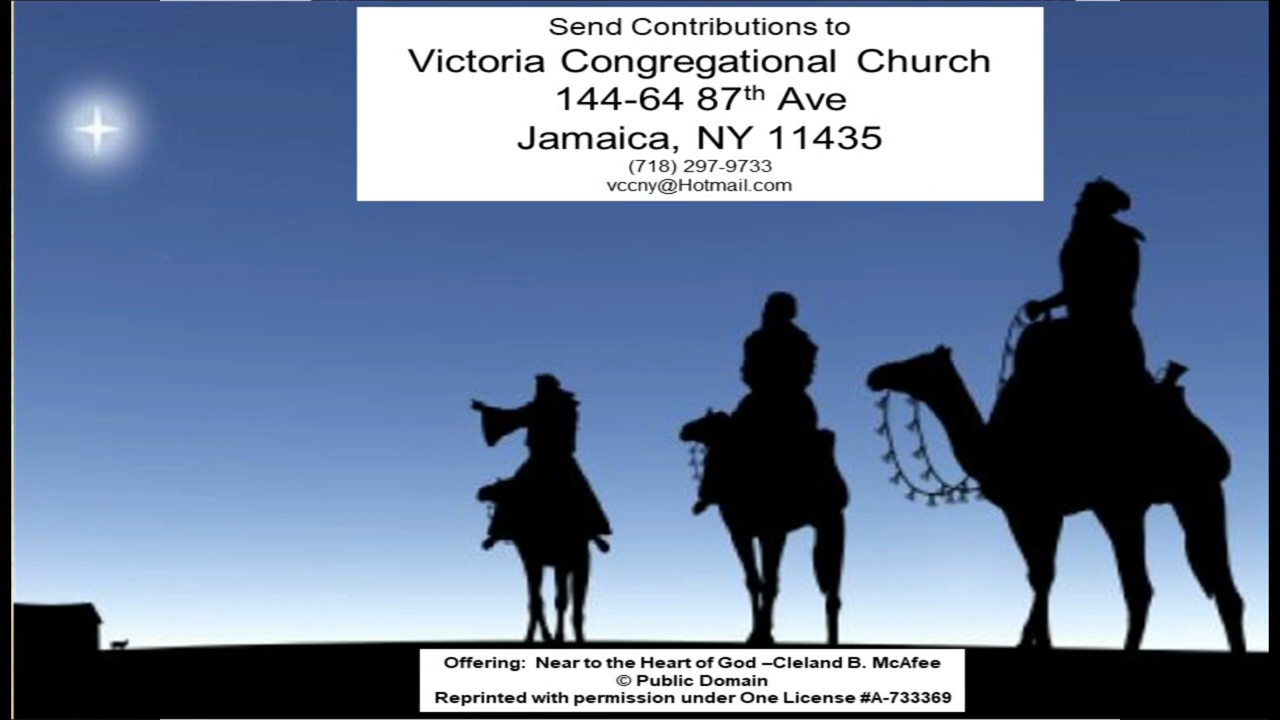 Send Contributions to
Victoria Congregational Church
144-64 87th Ave
Jamaica, NY 11435
(718) 297-9733
vccny@Hotmail.com
Offering: Near to the Heart of God –Cleland B. McAfee
© Public Domain
Reprinted with permission under One License #A-733369